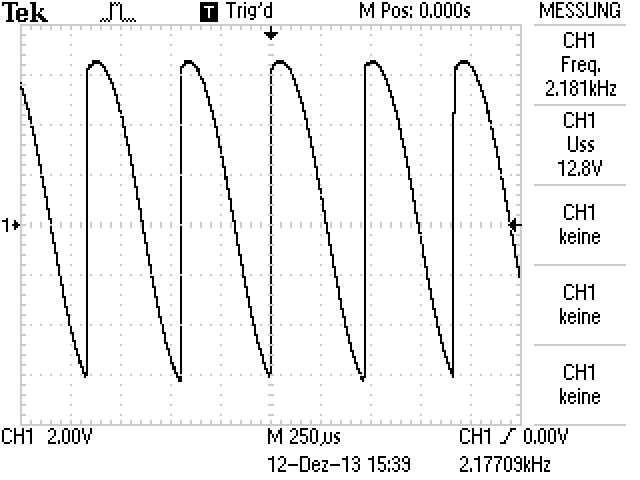 Tek T Trig'd M Pos: 0.000s MESSUNG
CH1
Freq.
2.181kHz
CH1
Uss
12.8V
1
CH1
keine
CH1
keine
CH1
keine
CH1 2.00V M 250µs CH1 0.00V
12-Dez-13 15:39 2.17709kHz